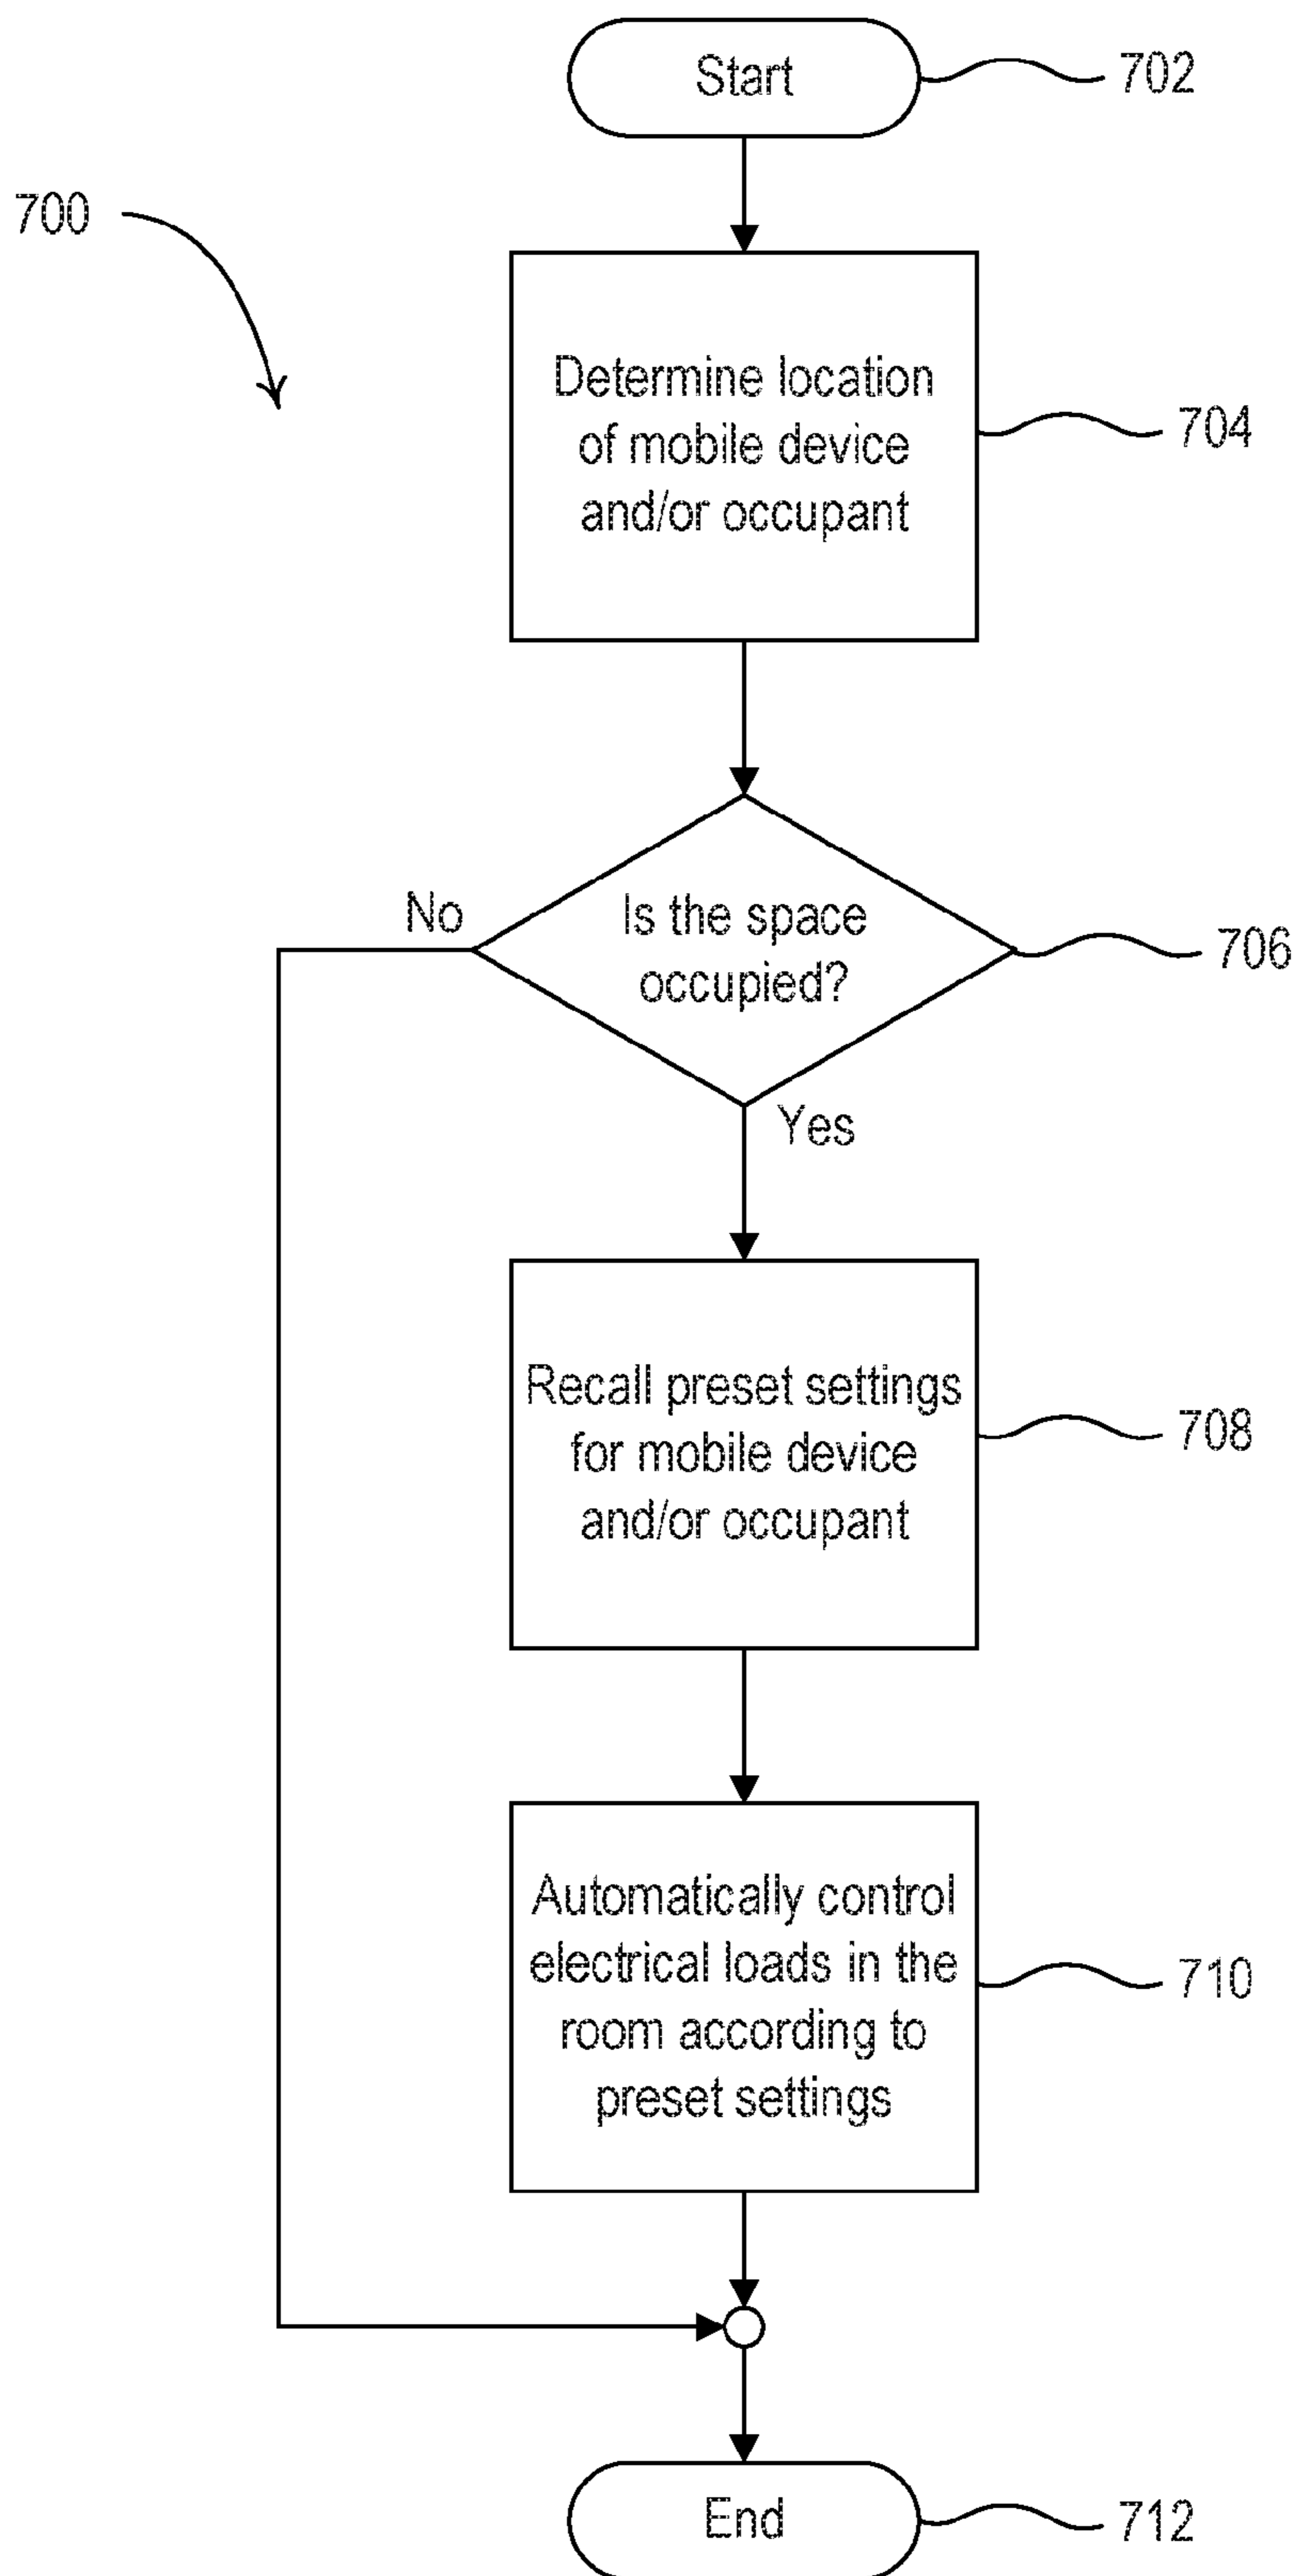 Start
702
700
Determine location
of mobile device
and/or occupant
704
No
Is the space
occupied?
706
Yes
Recall preset settings
for mobile device
and/or occupant
708
Automatically control
electrical loads in the
room according to
preset settings
710
End
712